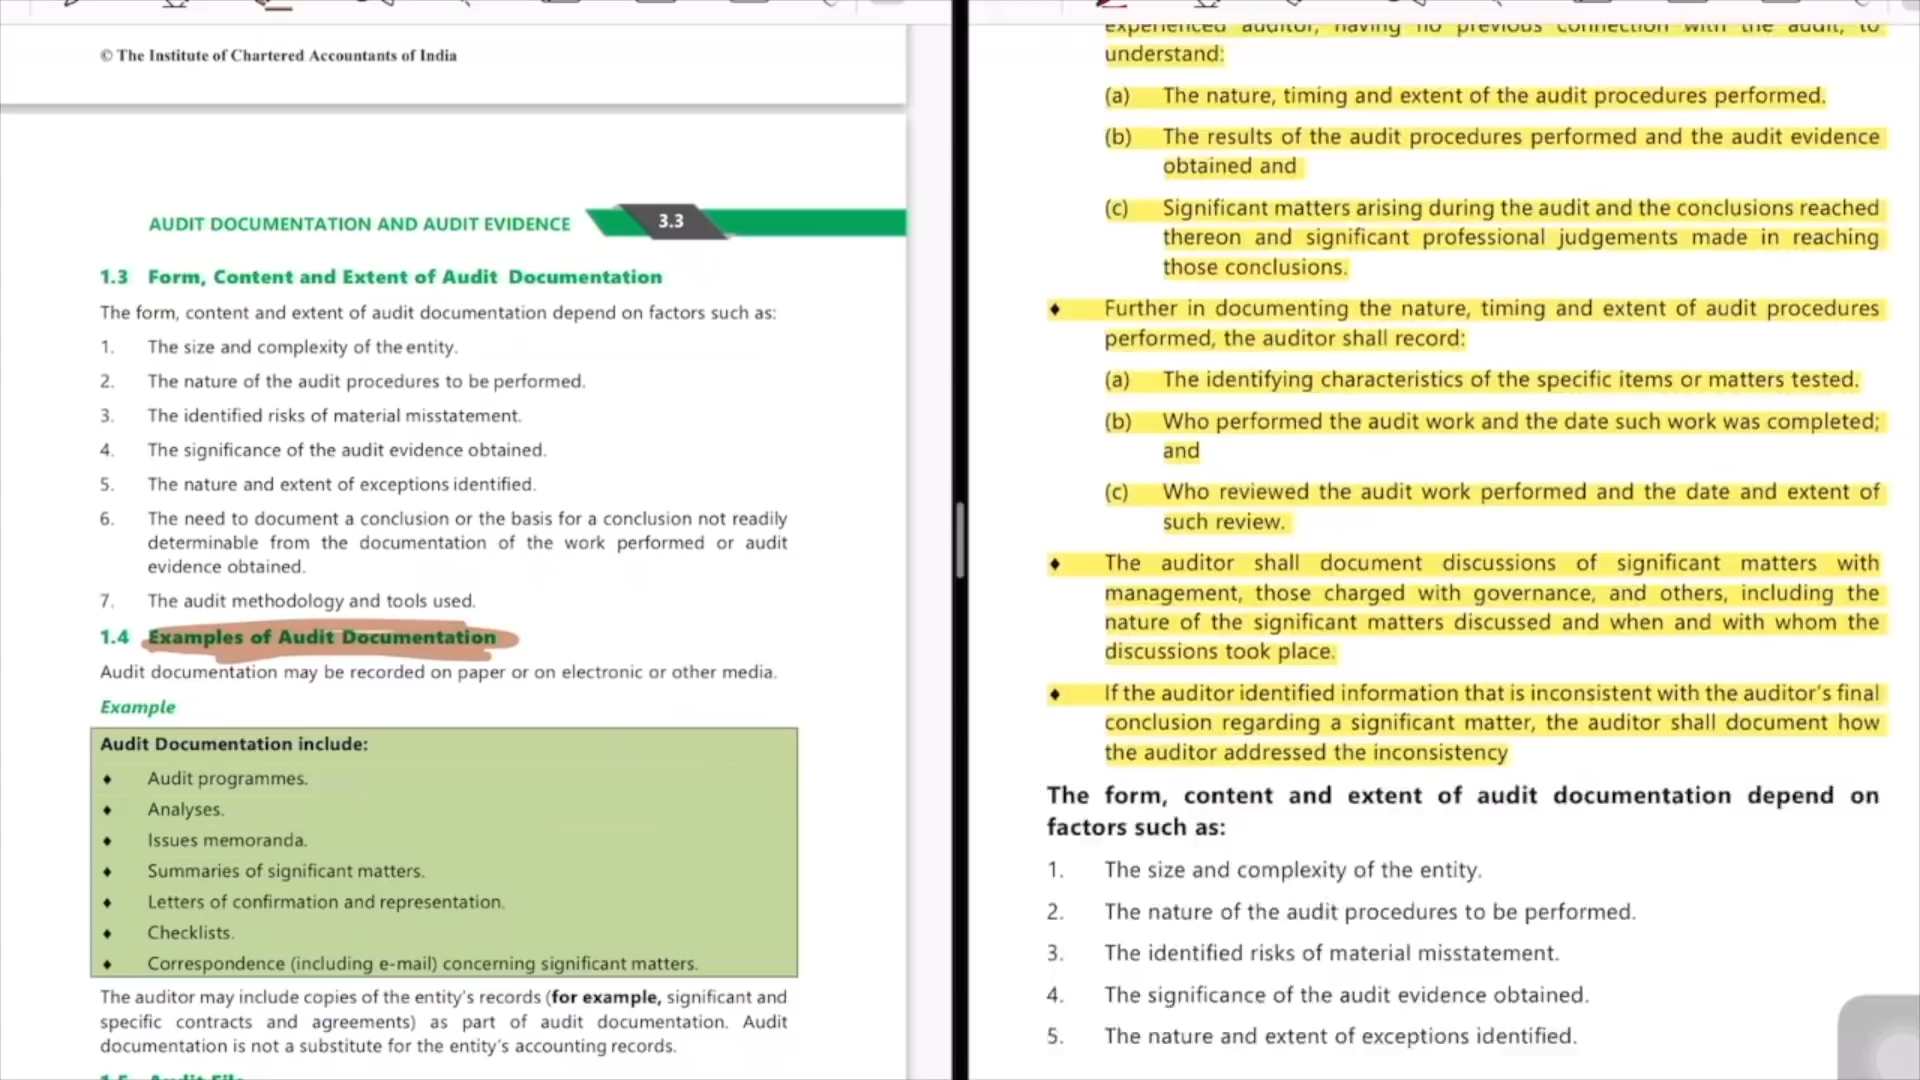 © The Institute of Chartered Accountants of India
AUDIT DOCUMENTATION AND AUDIT EVIDENCE 3.3
1.3 Form, Content and Extent of Audit Documentation
The form, content and extent of audit documentation depend on factors such as:
1. The size and complexity of the entity.
2. The nature of the audit procedures to be performed.
3. The identified risks of material misstatement.
4. The significance of the audit evidence obtained.
5. The nature and extent of exceptions identified.
6. The need to document a conclusion or the basis for a conclusion not readily
determinable from the documentation of the work performed or audit
evidence obtained.
7. The audit methodology and tools used.
1.4 Examples of Audit Documentation
Audit documentation may be recorded on paper or on electronic or other media.
Example
Audit Documentation include:
♦ Audit programmes.
♦ Analyses.
♦ Issues memoranda.
♦ Summaries of significant matters.
♦ Letters of confirmation and representation.
♦ Checklists.
♦ Correspondence (including e-mail) concerning significant matters.
The auditor may include copies of the entity's records (for example, significant and
specific contracts and agreements) as part of audit documentation. Audit
documentation is not a substitute for the entity's accounting records.
1.5 Audit File
experienced auditor, having no previous connection with the audit, to
understand:
(a) The nature, timing and extent of the audit procedures performed.
(b) The results of the audit procedures performed and the audit evidence
obtained and
(c) Significant matters arising during the audit and the conclusions reached
thereon and significant professional judgements made in reaching
those conclusions.
♦ Further in documenting the nature, timing and extent of audit procedures
performed, the auditor shall record:
(a) The identifying characteristics of the specific items or matters tested.
(b) Who performed the audit work and the date such work was completed;
and
(c) Who reviewed the audit work performed and the date and extent of
such review.
♦ The auditor shall document discussions of significant matters with
management, those charged with governance, and others, including the
nature of the significant matters discussed and when and with whom the
discussions took place.
♦ If the auditor identified information that is inconsistent with the auditor's final
conclusion regarding a significant matter, the auditor shall document how
the auditor addressed the inconsistency
The form, content and extent of audit documentation depend on
factors such as:
1. The size and complexity of the entity.
2. The nature of the audit procedures to be performed.
3. The identified risks of material misstatement.
4. The significance of the audit evidence obtained.
5. The nature and extent of exceptions identified.